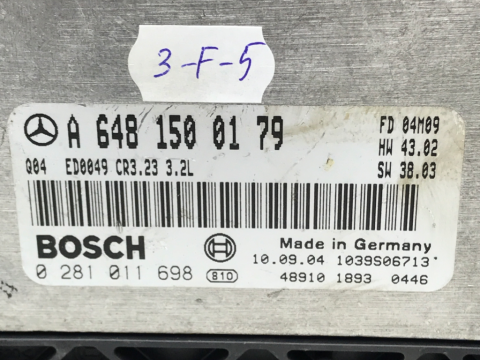 3-F-5
A 648 150 01 79
FD 04M09
HW 43.02
Q04 ED0049 CR3.23 3.2L
SW 38.03
BOSCH
Made in Germany
0 281 011 698 810
10.09.04 1039S06713
48910 1893 0446